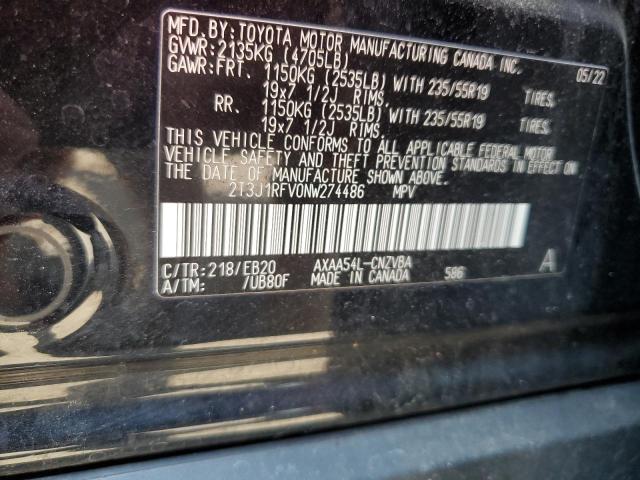 MFD.BY:TOYOTA MOTOR MANUFACTURING CANADA INC.
GVWR:2135KG (4705LB) 05/22
GAWR:FRT. 1150KG (2535LB) WITH 235/55R19 TIRES,
19x7 1/2J RIMS.
RR. 1150KG (2535LB) WITH 235/55R19 TIRES,
19x7 1/2J RIMS.
THIS VEHICLE CONFORMS TO ALL APPLICABLE FEDERAL MOTOR
VEHICLE SAFETY AND THEFT PREVENTION STANDARDS IN EFFECT ON
THE DATE OF MANUFACTURE SHOWN ABOVE.
2T3J1RFV0NW274486 MPV
C/TR:218/EB20 AXAA54L-CNZVBA A
A/TM: /UB80F MADE IN CANADA 586